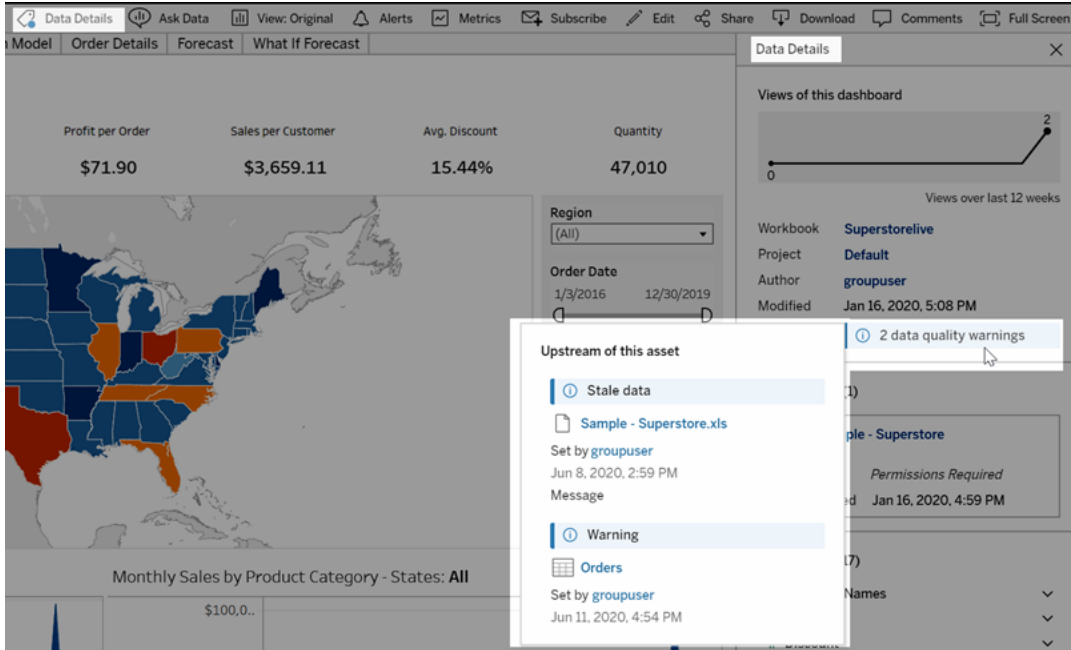 Data Details Ask Data View: Original Alerts Metrics Subscribe Edit Share Download Comments Full Screen
Model Order Details Forecast What If Forecast
Data Details
Views of this dashboard
2
0
Views over last 12 weeks
Workbook Superstorelive
Project Default
Author groupuser
Modified Jan 16, 2020, 5:08 PM
2 data quality warnings
Profit per Order Sales per Customer Avg. Discount Quantity
$71.90 $3,659.11 15.44% 47,010
Region
(All)
Order Date
1/3/2016 12/30/2019
Upstream of this asset
Stale data
Sample - Superstore.xls
Set by groupuser
Jun 8, 2020, 2:59 PM
Message
Warning
Orders
Set by groupuser
Jun 11, 2020, 4:54 PM
1)
ple - Superstore
Permissions Required
ed Jan 16, 2020, 4:59 PM
17)
Names
Monthly Sales by Product Category - States: All
$100,0..